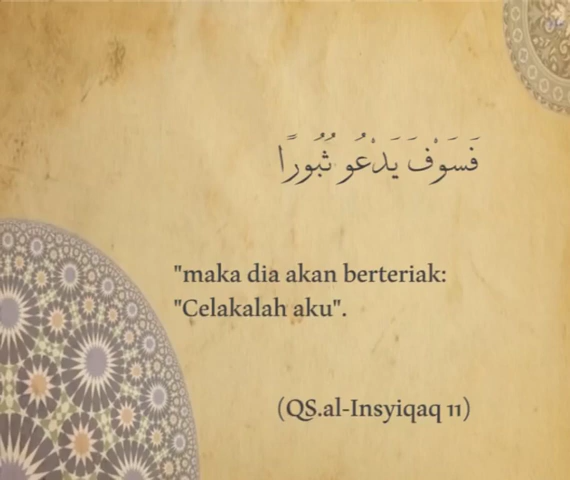 فَسَوْفَ يَدْعُو ثُبُورًا
"maka dia akan berteriak:
"Celakalah aku".
(QS.al-Insyiqaq 11)